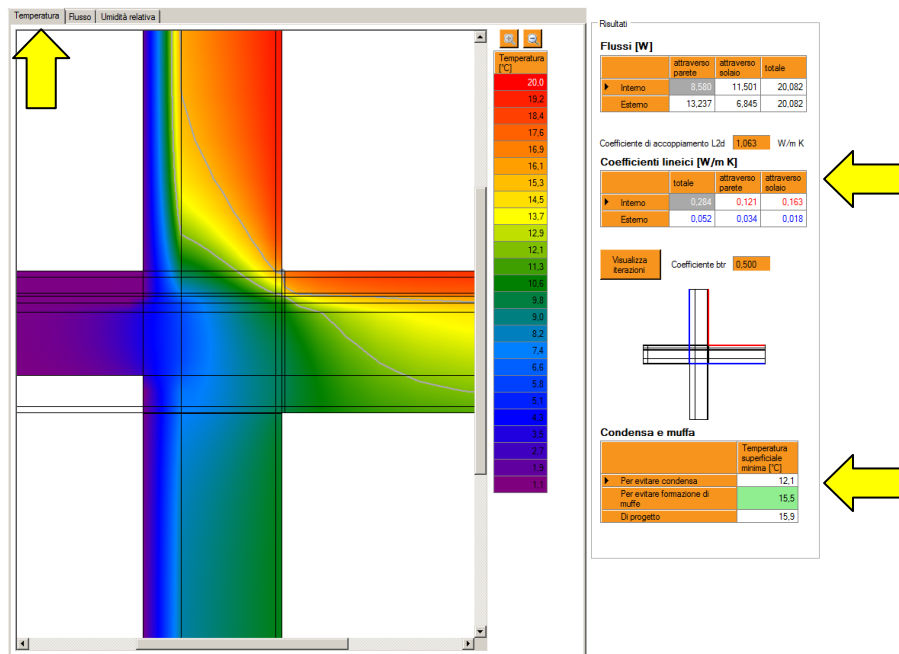 Temperatura
Flusso
Umidità relativa
Temperatura
[°C]
20,0
19,2
18,4
17,6
16,9
16,1
15,3
14,5
13,7
12,9
12,1
11,3
10,6
9,8
9,0
8,2
7,4
6,6
5,8
5,1
4,3
3,5
2,7
1,9
1,1
Risultati
Flussi [W]
attraverso parete
attraverso solaio
totale
Interno 8,580 11,501 20,082
Esterno 13,237 6,845 20,082
Coefficiente di accoppiamento L2d 1,063 W/m K
Coefficienti lineici [W/m K]
totale
attraverso parete
attraverso solaio
Interno 0,284 0,121 0,163
Esterno 0,052 0,034 0,018
Visualizza
iterazioni
Coefficiente btr 0,500
Condensa e muffa
Temperatura
superficiale
minima [°C]
Per evitare condensa 12,1
Per evitare formazione di
muffe 15,5
Di progetto 15,9